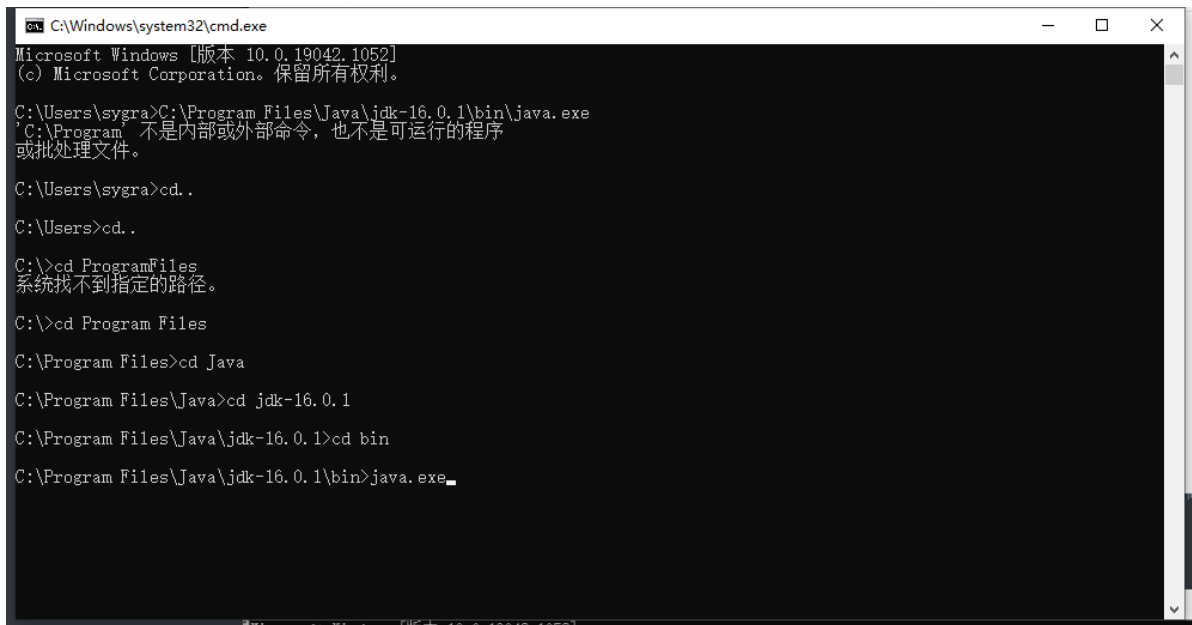 C:\Windows\system32\cmd.exe
Microsoft Windows [版本 10.0.19042.1052]
(c) Microsoft Corporation。保留所有权利。
C:\Users\sygra>C:\Program Files\Java\jdk-16.0.1\bin\java.exe
'C:\Program' 不是内部或外部命令，也不是可运行的程序
或批处理文件。
C:\Users\sygra>cd..
C:\Users>cd..
C:\>cd ProgramFiles
系统找不到指定的路径。
C:\>cd Program Files
C:\Program Files>cd Java
C:\Program Files\Java>cd jdk-16.0.1
C:\Program Files\Java\jdk-16.0.1>cd bin
C:\Program Files\Java\jdk-16.0.1\bin>java.exe